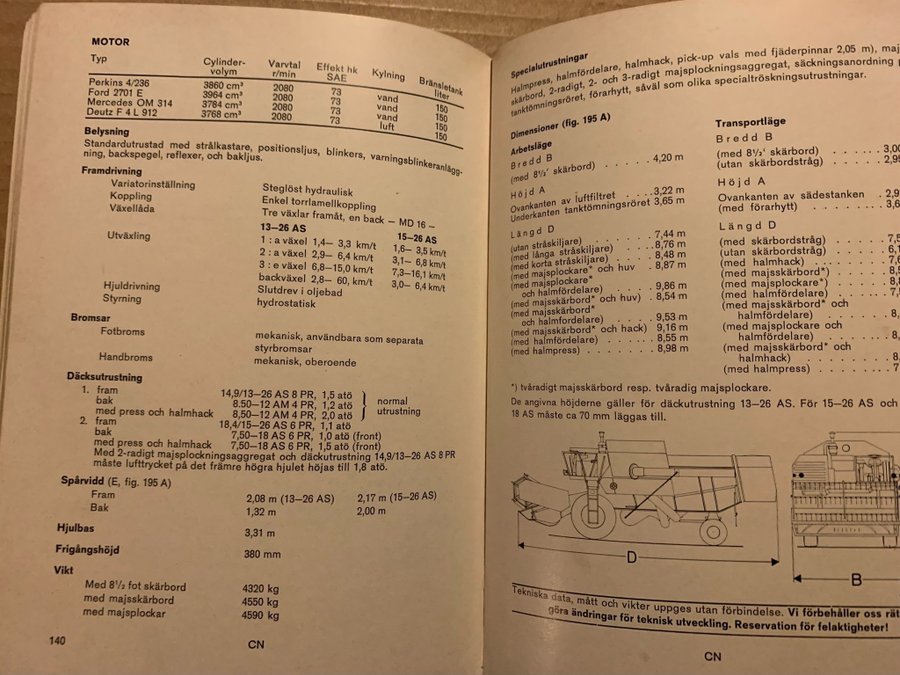 MOTOR
Typ Cylinder- Varvtal Effekt hk Kylning Bränsletank
volym r/min SAE liter
Perkins 4/236 3860 cm³ 2080 73 vand 150
Ford 2701 E 3964 cm³ 2080 73 vand 150
Mercedes OM 314 3784 cm³ 2080 73 vand 150
Deutz F 4 L 912 3768 cm³ 2080 73 luft 150
Belysning
Standardutrustad med strålkastare, positionsljus, blinkers, varningsblinkeranlägg-
ning, backspegel, reflexer, och bakljus.
Framdrivning
Variatorinställning Steglöst hydraulisk
Koppling Enkel torrlamellkoppling
Växellåda Tre växlar framåt, en back — MD 16 —
13—26 AS 15—26 AS
Utväxling 1 : a växel 1,4— 3,3 km/t 1,6— 3,5 km/t
2 : a växel 2,9— 6,4 km/t 3,1— 6,8 km/t
3 : e växel 6,8—15,0 km/t 7,3—16,1 km/t
backväxel 2,8— 60, km/t 3,0— 6,4 km/t
Hjuldrivning Slutdrev i oljebad
Styrning hydrostatisk
Bromsar
Fotbroms mekanisk, användbara som separata
styrbromsar
Handbroms mekanisk, oberoende
Däcksutrustning
1. fram 14,9/13—26 AS 8 PR, 1,5 atö
bak 8.50—12 AM 4 PR, 1,2 atö normal
med press och halmhack 8,50—12 AM 4 PR, 2,0 atö utrustning
2. fram 18,4/15—26 AS 6 PR, 1,1 atö
bak 7,50—18 AS 6 PR, 1,0 atö (front)
med press och halmhack 7,50—18 AS 6 PR, 1,5 atö (front)
Med 2-radigt majsplockningsaggregat och däckutrustning 14,9/13—26 AS 8 PR
måste lufttrycket på det främre högra hjulet höjas till 1,8 atö.
Spårvidd (E, fig. 195 A)
Fram 2,08 m (13—26 AS) 2,17 m (15—26 AS)
Bak 1,32 m 2,00 m
Hjulbas 3,31 m
Frigångshöjd 380 mm
Vikt
Med 8½ fot skärbord 4320 kg
med majsskärbord 4550 kg
med majsplockar 4590 kg
140 CN
Specialutrustningar
Halmpress, halmfördelare, halmhack, pick-up vals med fjäderpinnar 2,05 m),
skärbord, 2-radigt, 2- och 3-radigt majsplockningsaggregat, säckningsanordning
tanktömningsröret, förarhytt, såväl som olika specialtröskningsutrustningar.
Dimensioner (fig. 195 A)
Arbetsläge
Bredd B
(med 8½' skärbord) . . . . . 4,20 m
Höjd A
Ovankanten av luftfiltret . . . . 3,22 m
Underkanten tanktömningsröret 3,65 m
Längd D
(utan stråskiljare) . . . . . 7,44 m
(med långa stråskiljare) . . . . 8,76 m
(med korta stråskiljare) . . . . 8,48 m
(med majsplockare* och huv . 8,87 m
(med majsplockare*
och halmfördelare) . . . . 9,86 m
(med majsskärbord* och huv) . 8,54 m
(med majsskärbord*
och halmfordelare) . . . . 9,53 m
(med majsskärbord* och hack) 9,16 m
(med halmfördelare) . . . . . 8,55 m
(med halmpress) . . . . . . . 8,98 m
Transportläge
Bredd B
(med 8½' skärbord) . . . . .
(utan skärbordstråg) . . . . .
Höjd A
Ovankanten av sädestanken .
(med förarhytt) . . . . . .
Längd D
(med skärbordstråg) . . . . .
(utan skärbordstråg) . . . . .
(med halmhack) . . . . . .
(med majsskärbord*) . . . . .
(med majsplockare*) . . . . .
(med halmfördelare) . . . . .
(med majsskärbord* och
halmfördelare) . . . . . .
(med majsplockare och
halmfördelare) . . . . . .
(med majsskärbord* och
halmhack) . . . . . . .
(med halmpress) . . . . . .
*) tvåradigt majsskärbord resp. tvåradig majsplockare.
De angivna höjderne gäller för däckutrustning 13—26 AS. För 15—26 AS och
18 AS måste ca 70 mm läggas till.
D
B
Tekniska data, mått och vikter uppges utan förbindelse. Vi förbehåller oss
göra ändringar för teknisk utveckling. Reservation för felaktigheter!
CN